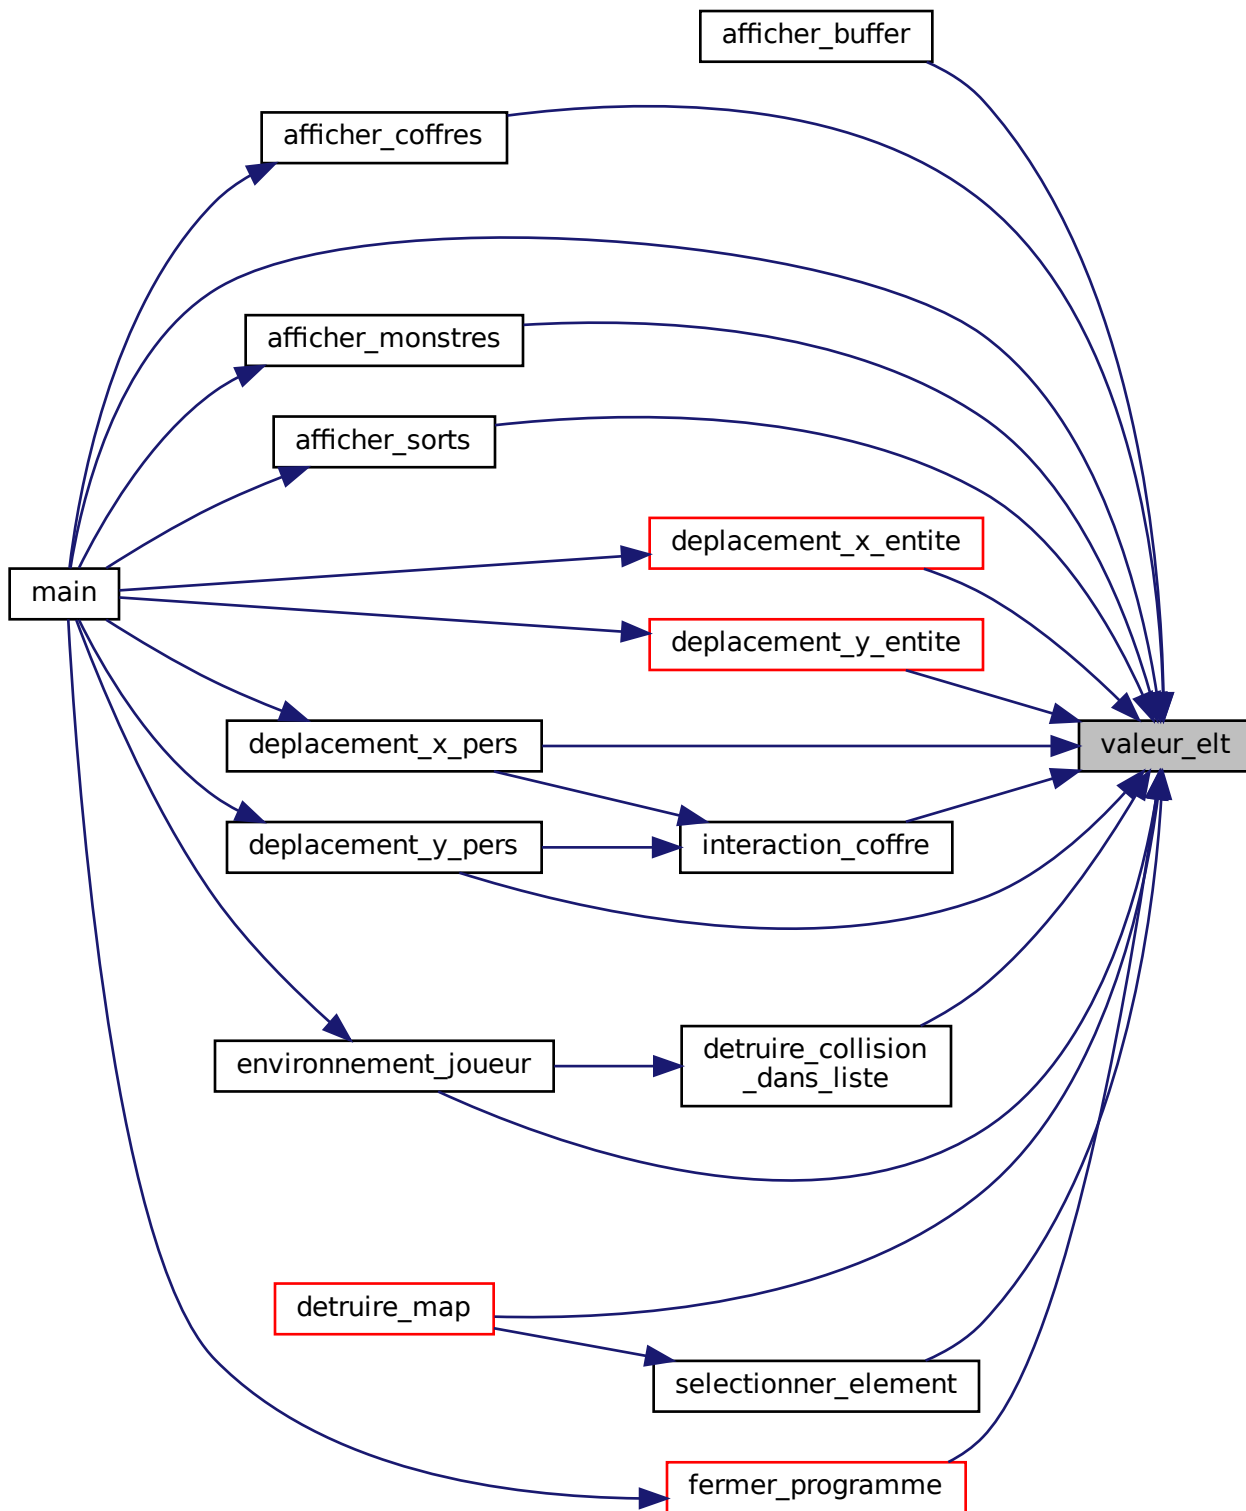 afficher_buffer
afficher_coffres
afficher_monstres
afficher_sorts
deplacement_x_entite
main
deplacement_y_entite
deplacement_x_pers
valeur_elt
deplacement_y_pers
interaction_coffre
environnement_joueur
detruire_collision
_dans_liste
detruire_map
selectionner_element
fermer_programme